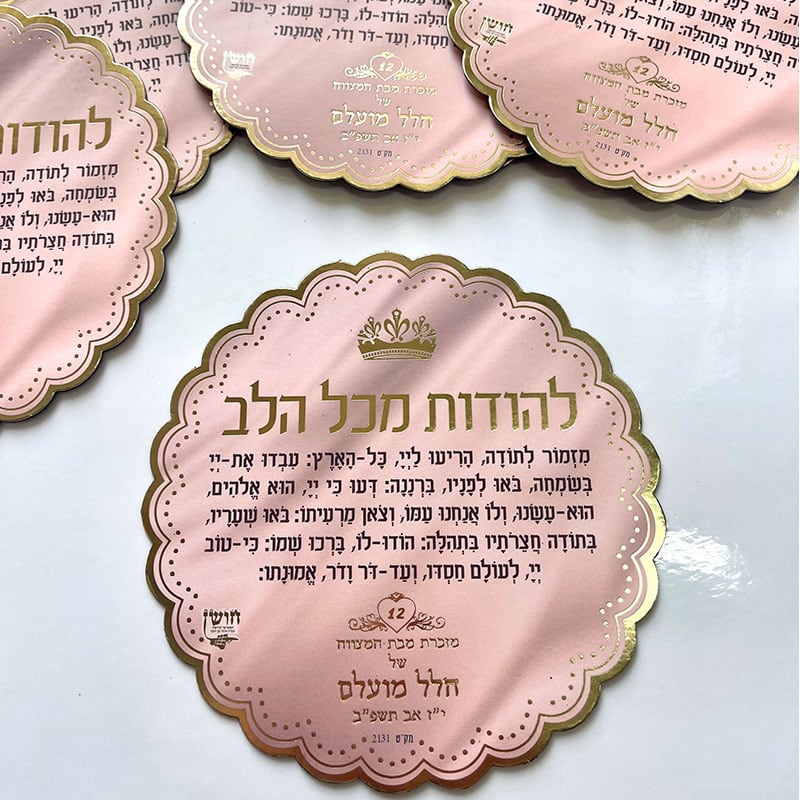 להודות מכל הלב
מִזְמוֹר לְתוֹדָה, הָרִיעוּ לַיְיָ, כָּל-הָאָרֶץ: עִבְדוּ אֶת-יְיָ
בְּשִׂמְחָה, בֹּאוּ לְפָנָיו, בִּרְנָנָה: דְּעוּ כִּי יְיָ, הוּא אֱלֹהִים,
הוּא-עָשָׂנוּ, וְלוֹ אֲנַחְנוּ עַמּוֹ, וְצֹאן מַרְעִיתוֹ: בֹּאוּ שְׁעָרָיו,
בְּתוֹדָה חֲצֵרֹתָיו בִּתְהִלָּה: הוֹדוּ-לוֹ, בָּרְכוּ שְׁמוֹ: כִּי-טוֹב
יְיָ, לְעוֹלָם חַסְדּוֹ, וְעַד-דֹּר וָדֹר, אֱמוּנָתוֹ:
12
מזכרת מבת המצווה
של
הלל מועלם
י"ז אב תשפ"ב
מק״ט 2131
חושן